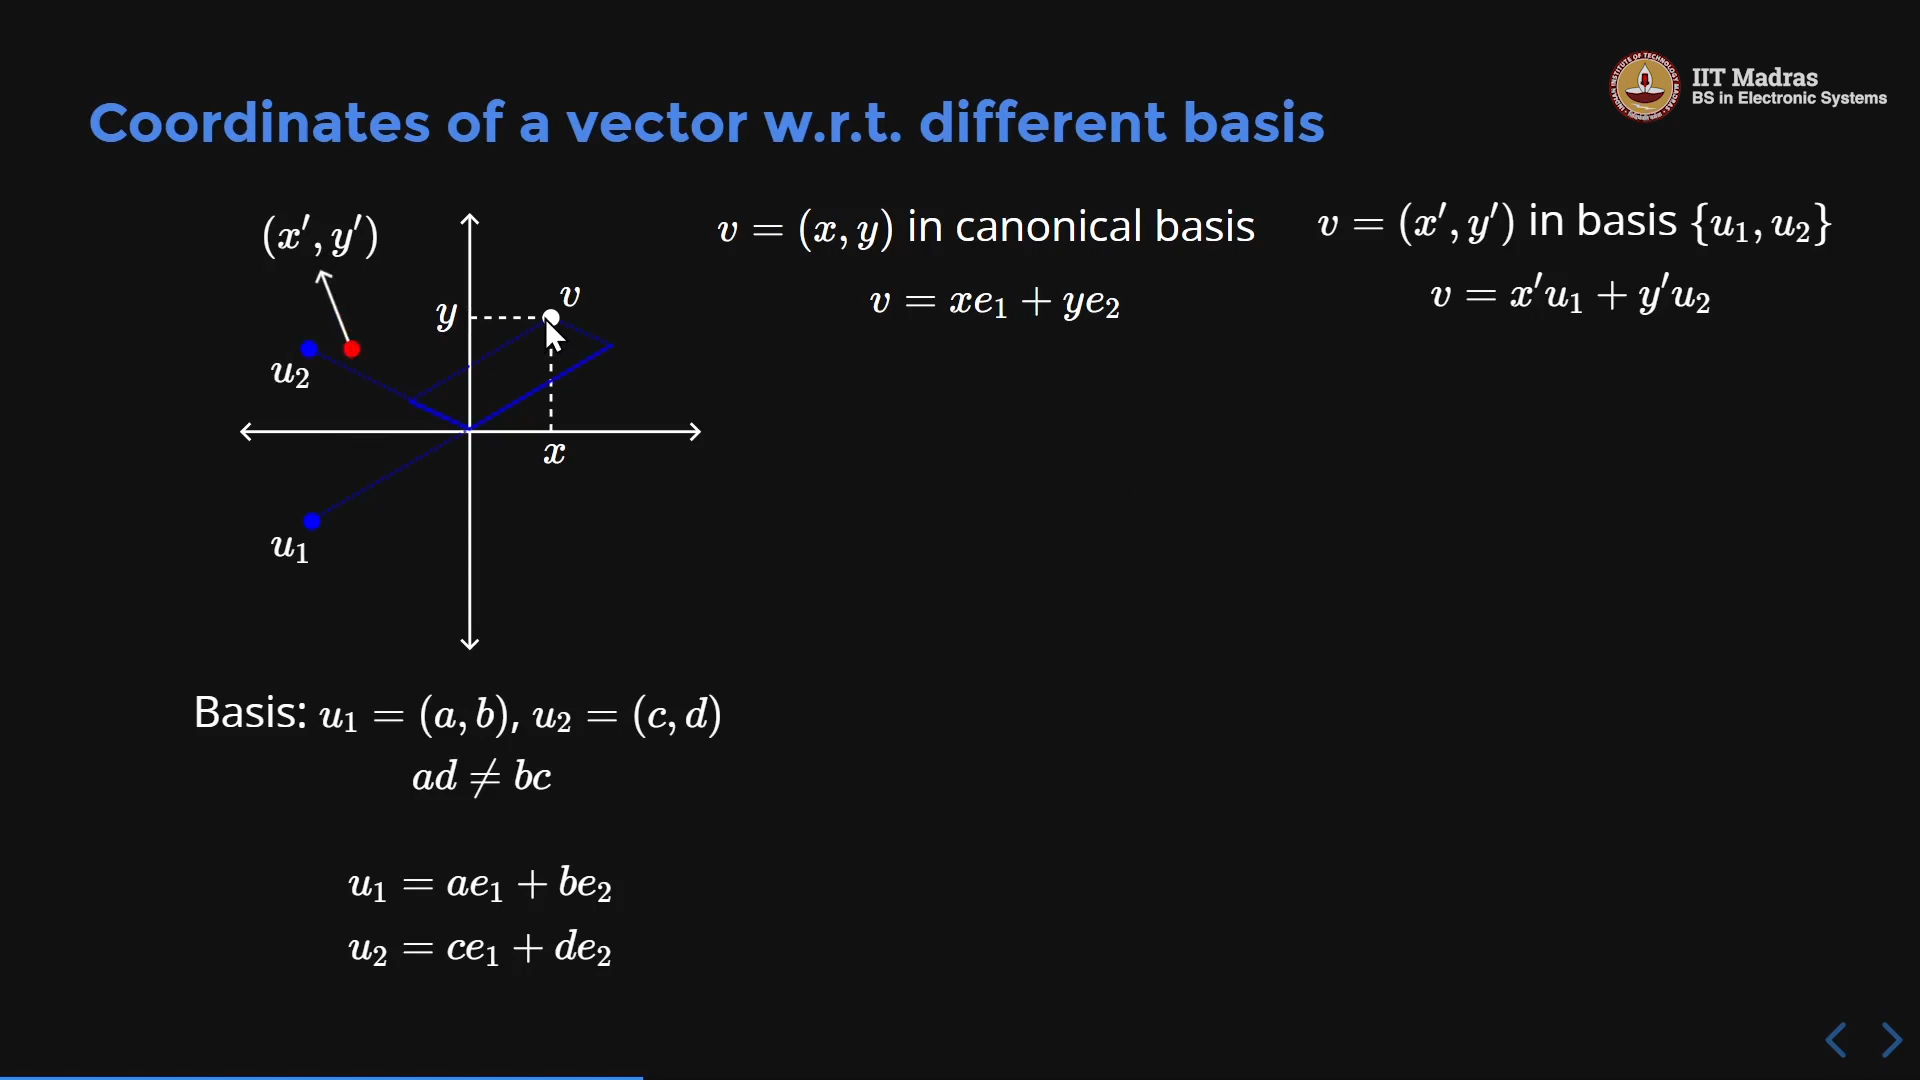 IIT Madras
BS in Electronic Systems
Coordinates of a vector w.r.t. different basis
(x′, y′)
v
y
u₂
x
u₁
v = (x, y) in canonical basis
v = xe₁ + ye₂
v = (x′, y′) in basis {u₁, u₂}
v = x′u₁ + y′u₂
Basis: u₁ = (a, b), u₂ = (c, d)
ad ≠ bc
u₁ = ae₁ + be₂
u₂ = ce₁ + de₂